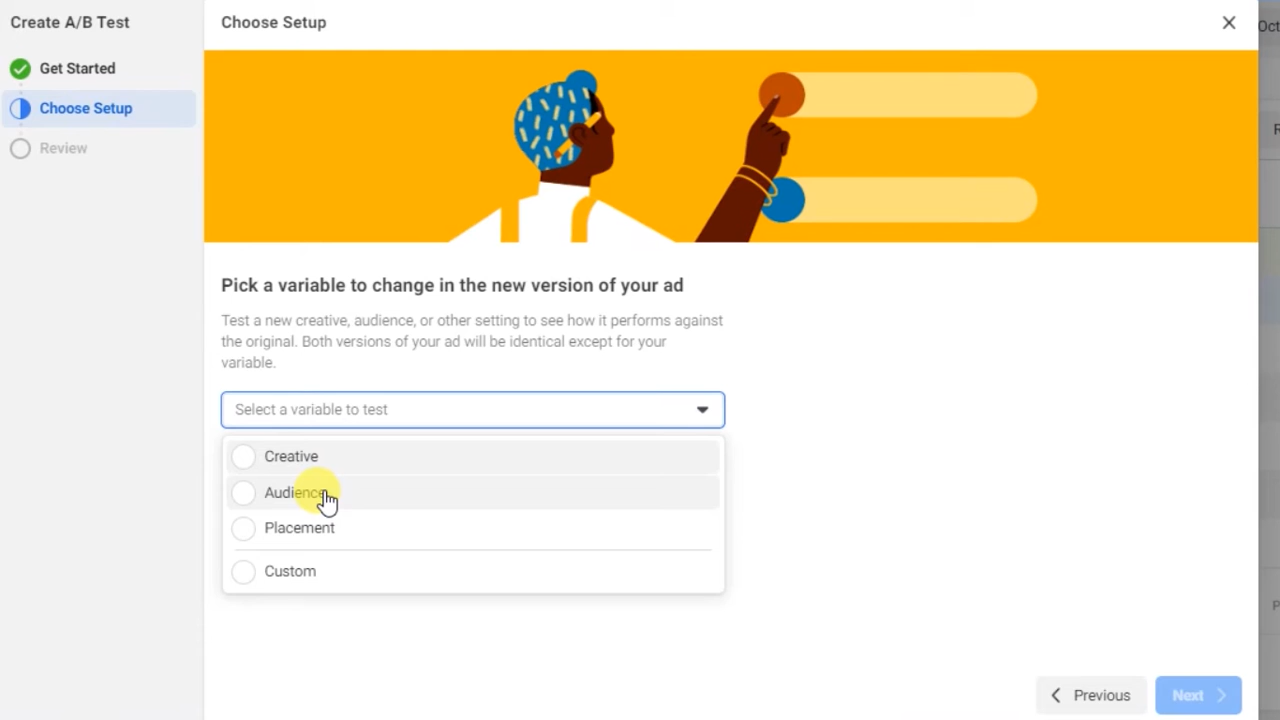 Create A/B Test
Get Started
Choose Setup
Review
Choose Setup
Oct
Pick a variable to change in the new version of your ad
Test a new creative, audience, or other setting to see how it performs against
the original. Both versions of your ad will be identical except for your
variable.
Select a variable to test
Creative
Audience
Placement
Custom
Previous
Next